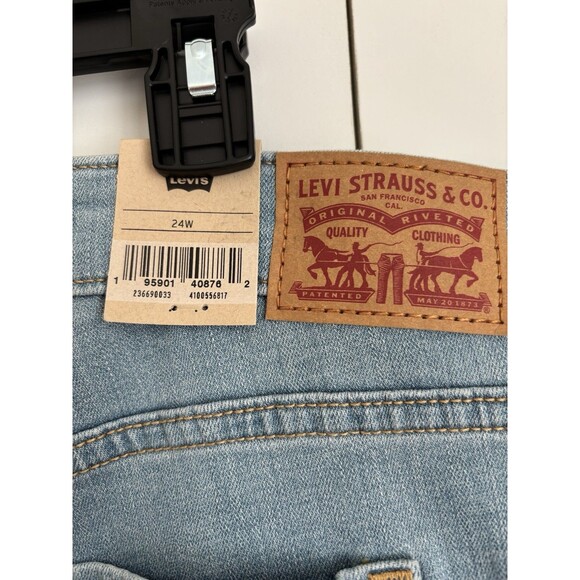 Levi's
24W
1 95901 40876 2
236690033 4100556817
LEVI STRAUSS & CO.
SAN FRANCISCO
CAL.
ORIGINAL RIVETED
QUALITY CLOTHING
PATENTED MAY 20 1873
®